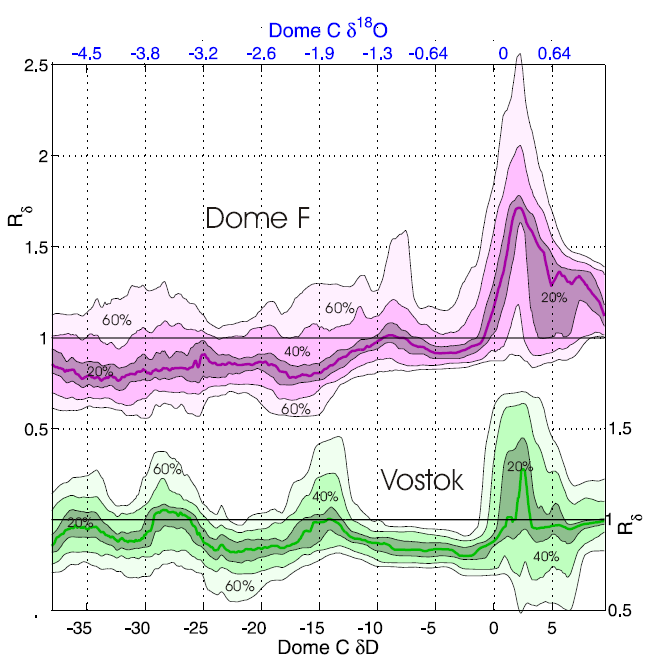 Dome C δ18O
-4.5 -3.8 -3.2 -2.6 -1.9 -1.3 -0.64 0 0.64
2.5
2
Dome F
Rδ
1.5
60% 60%
20%
1
40%
20%
60%
0.5 1.5
Vostok
60% 20%
40%
20% 1
Rδ
40%
60%
0.5
-35 -30 -25 -20 -15 -10 -5 0 5
Dome C δD